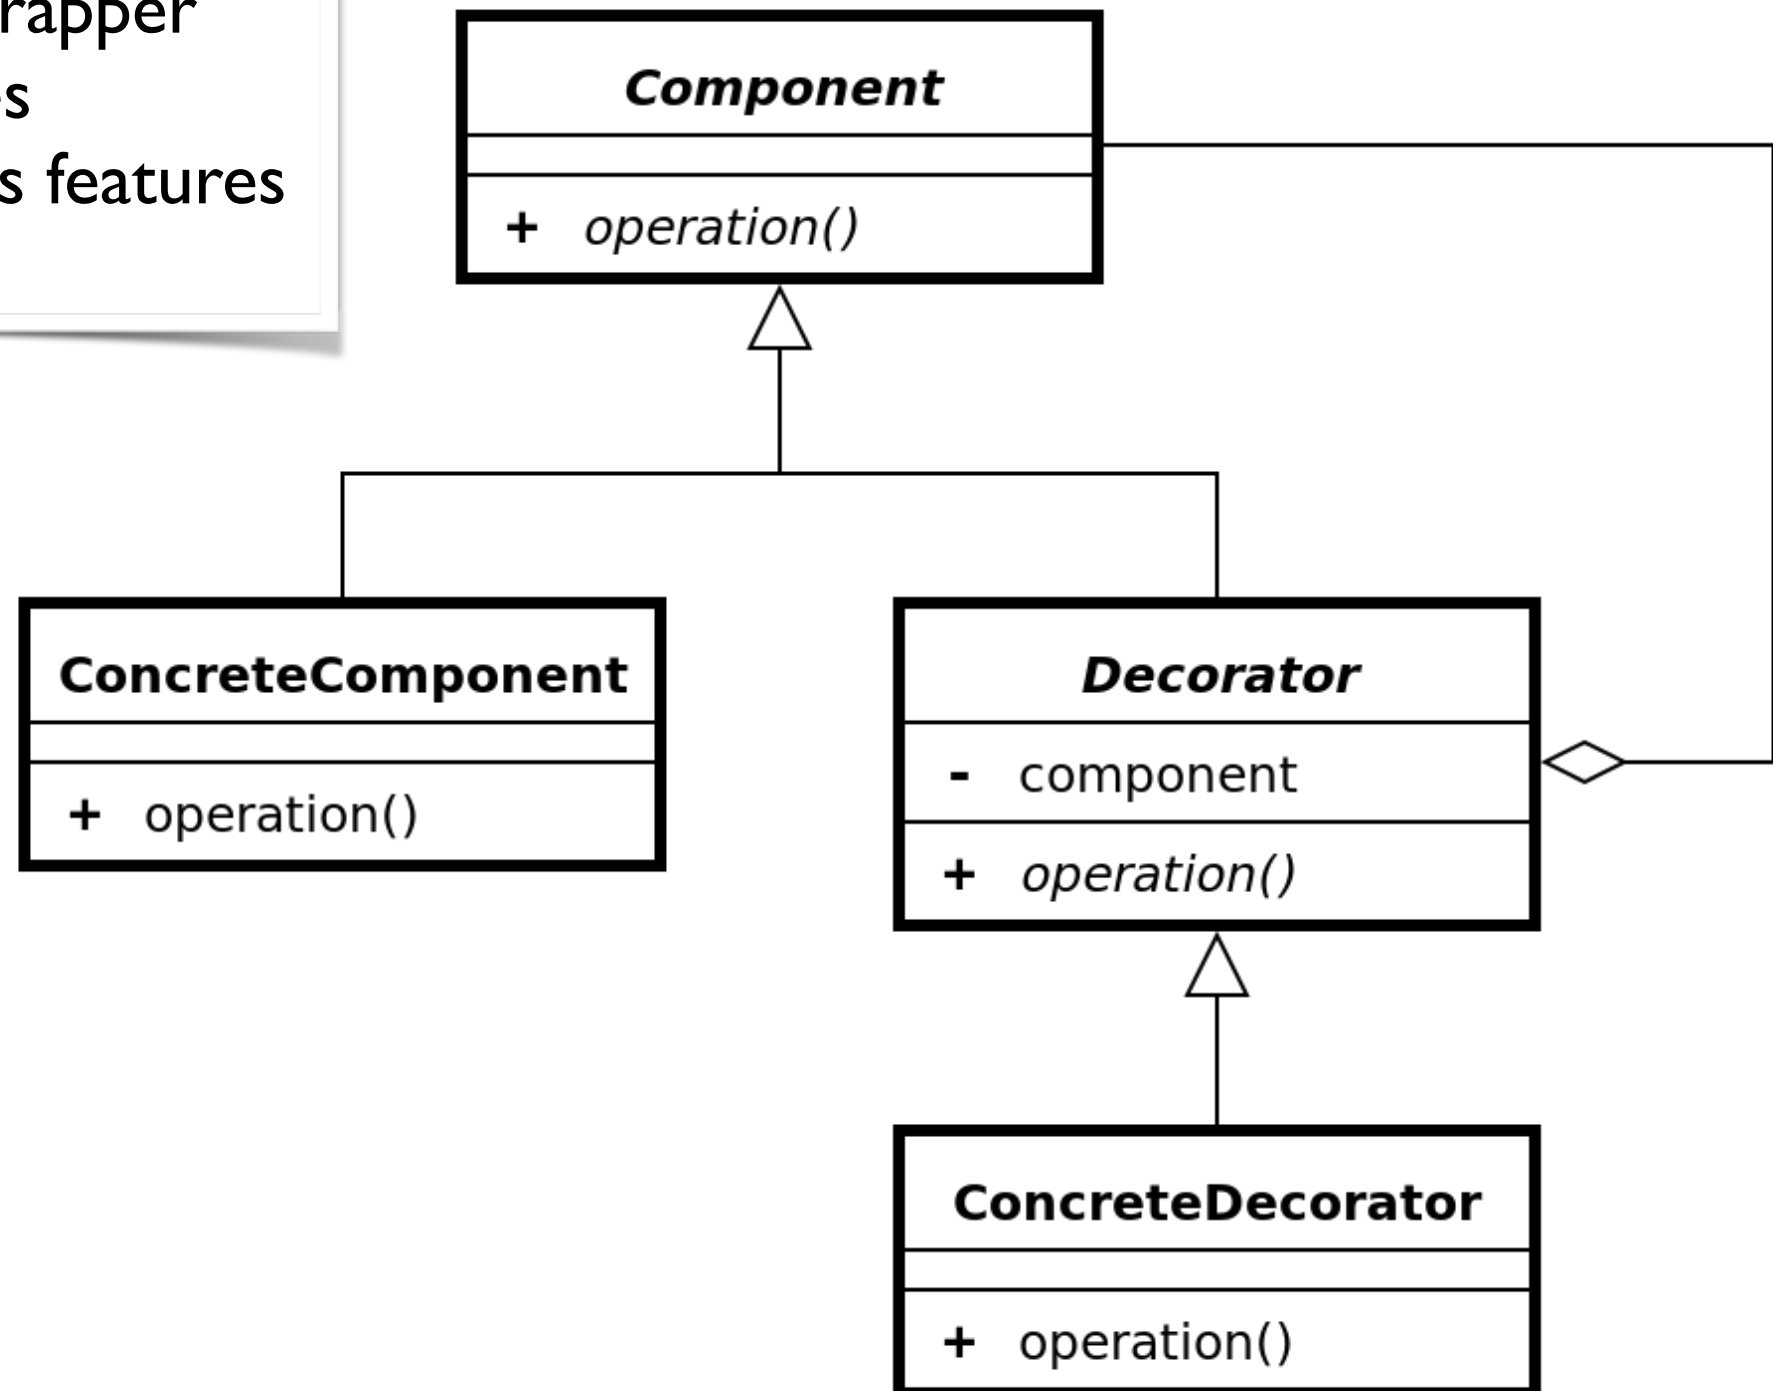 rapper
s
s features
Component
+ operation()
ConcreteComponent
+ operation()
Decorator
- component
+ operation()
ConcreteDecorator
+ operation()